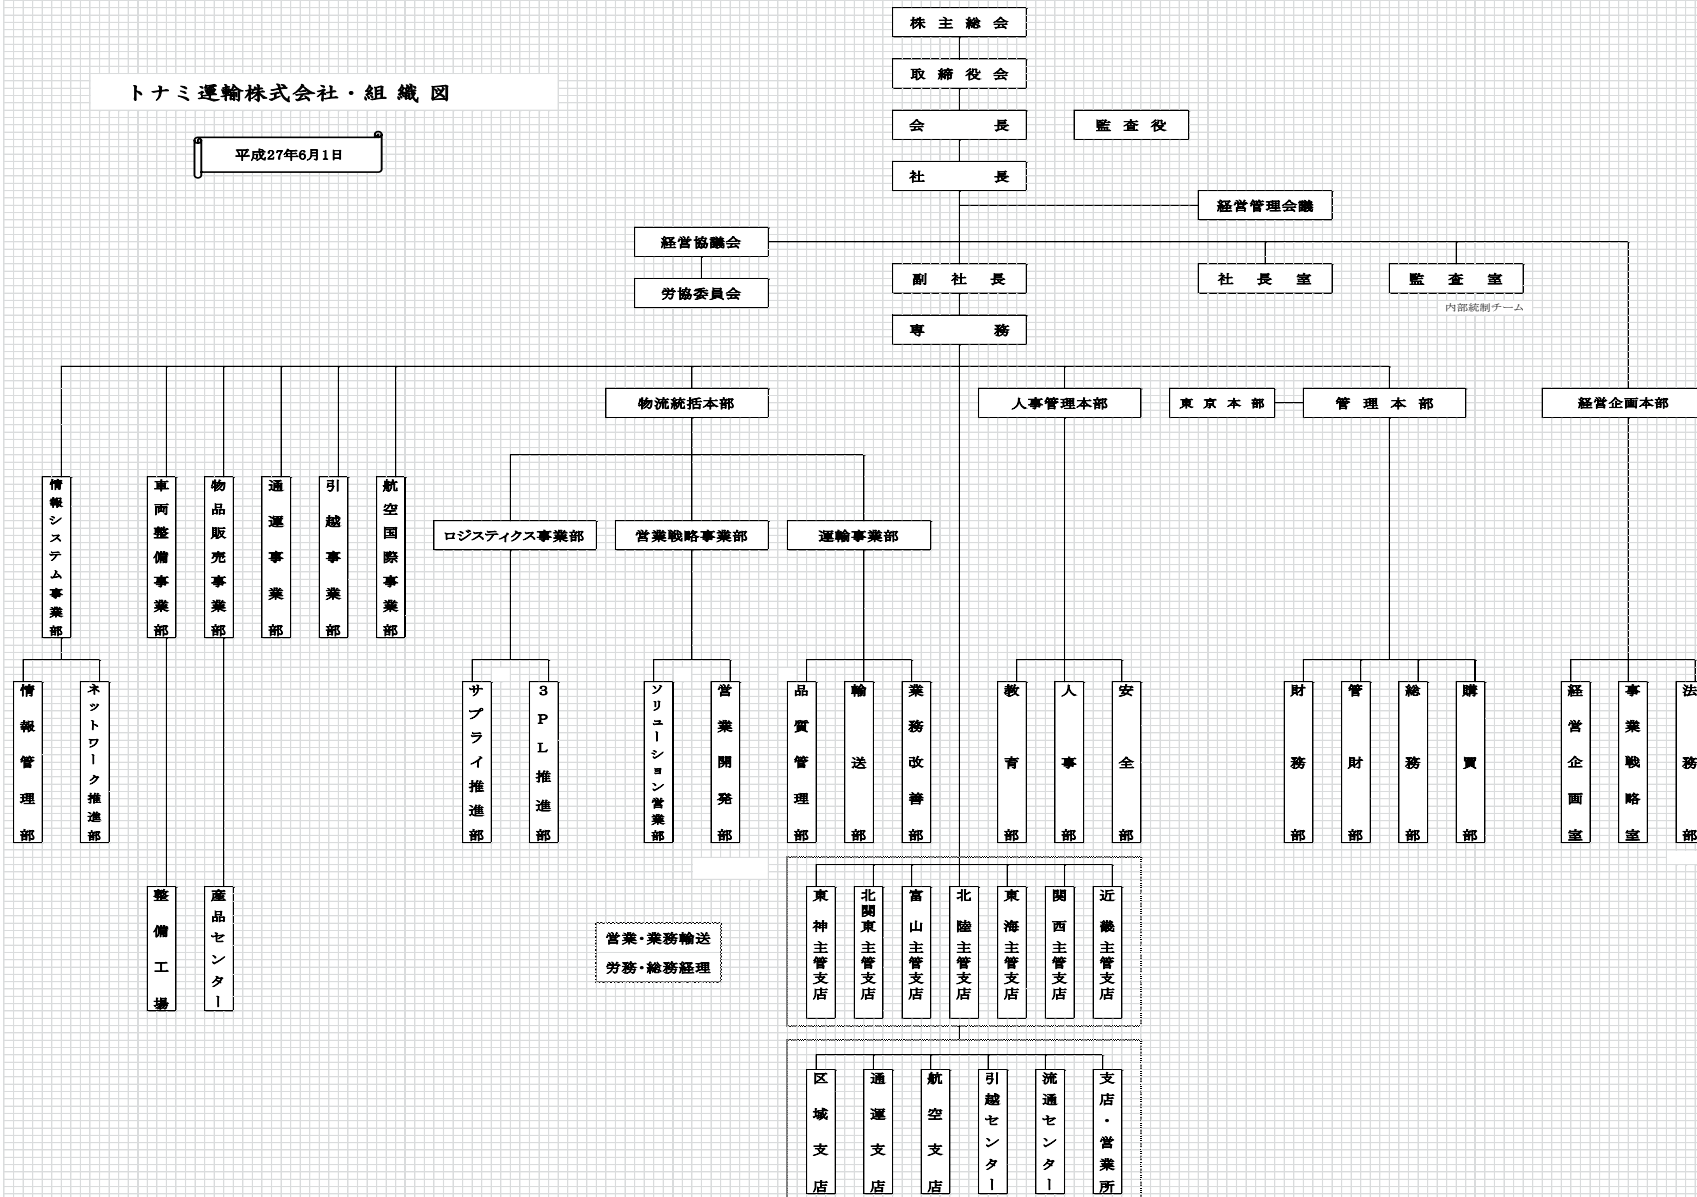 株主総会
取締役会
トナミ運輸株式会社・組織図
会長
監査役
平成27年6月1日
社長
経営管理会議
経営協議会
副社長
社長室
監査室
労協委員会
内部統制チーム
専務
物流統括本部
人事管理本部
東京本部
管理本部
経営企画本部
情報システム事業部
車両整備事業部
物品販売事業部
通運事業部
引越事業部
航空国際事業部
ロジスティクス事業部
営業戦略事業部
運輸事業部
情報管理部
ネットワーク推進部
サプライ推進部
3PL推進部
ソリューション営業部
営業開発部
品質管理部
輸送部
業務改善部
教育部
人事部
安全部
財務部
管財部
総務部
購買部
経営企画室
事業戦略室
法務部
整備工場
産品センター
営業・業務輸送
労務・総務経理
東神主管支店
北関東主管支店
富山主管支店
北陸主管支店
東海主管支店
関西主管支店
近畿主管支店
区域支店
通運支店
航空支店
引越センター
流通センター
支店・営業所